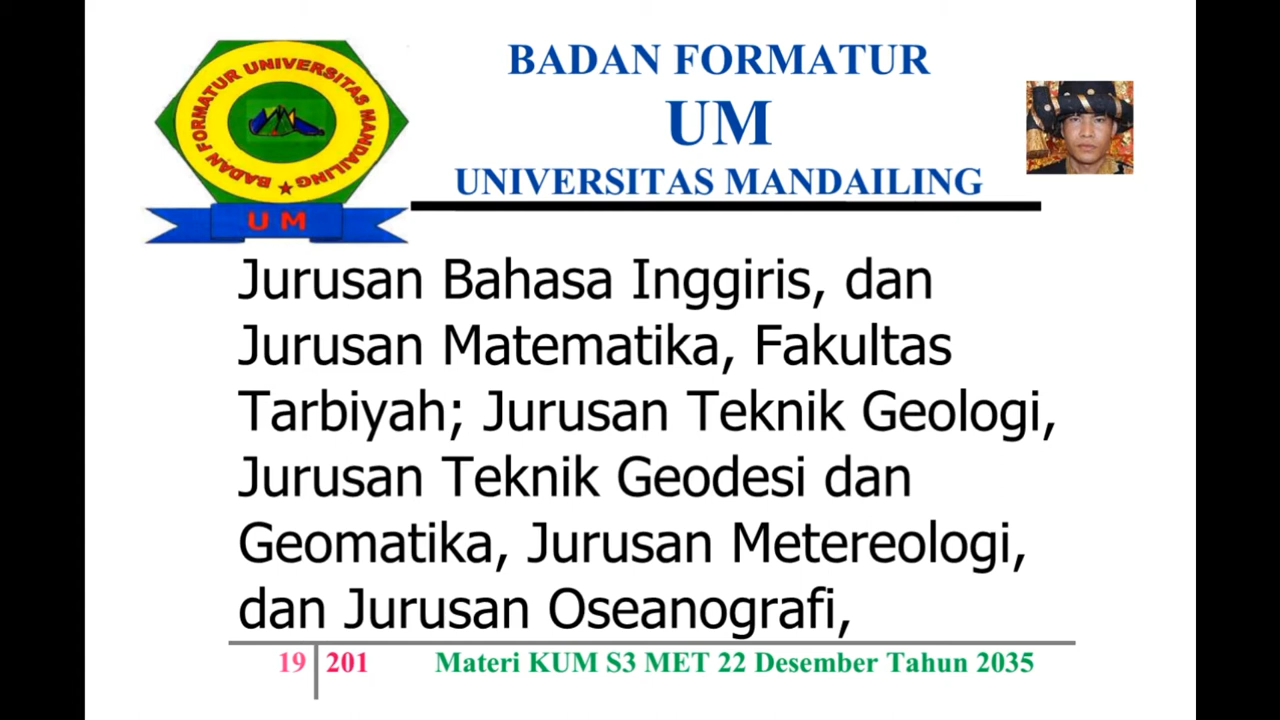 BADAN FORMATUR UNIVERSITAS MANDAILING
U M
BADAN FORMATUR
UM
UNIVERSITAS MANDAILING
Jurusan Bahasa Inggiris, dan
Jurusan Matematika, Fakultas
Tarbiyah; Jurusan Teknik Geologi,
Jurusan Teknik Geodesi dan
Geomatika, Jurusan Metereologi,
dan Jurusan Oseanografi,
19 201 Materi KUM S3 MET 22 Desember Tahun 2035